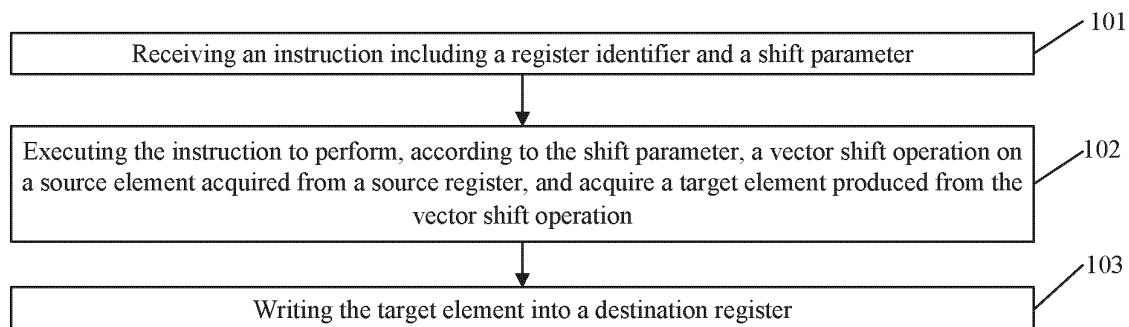 101
Receiving an instruction including a register identifier and a shift parameter
Executing the instruction to perform, according to the shift parameter, a vector shift operation on
a source element acquired from a source register, and acquire a target element produced from the
vector shift operation
102
103
Writing the target element into a destination register